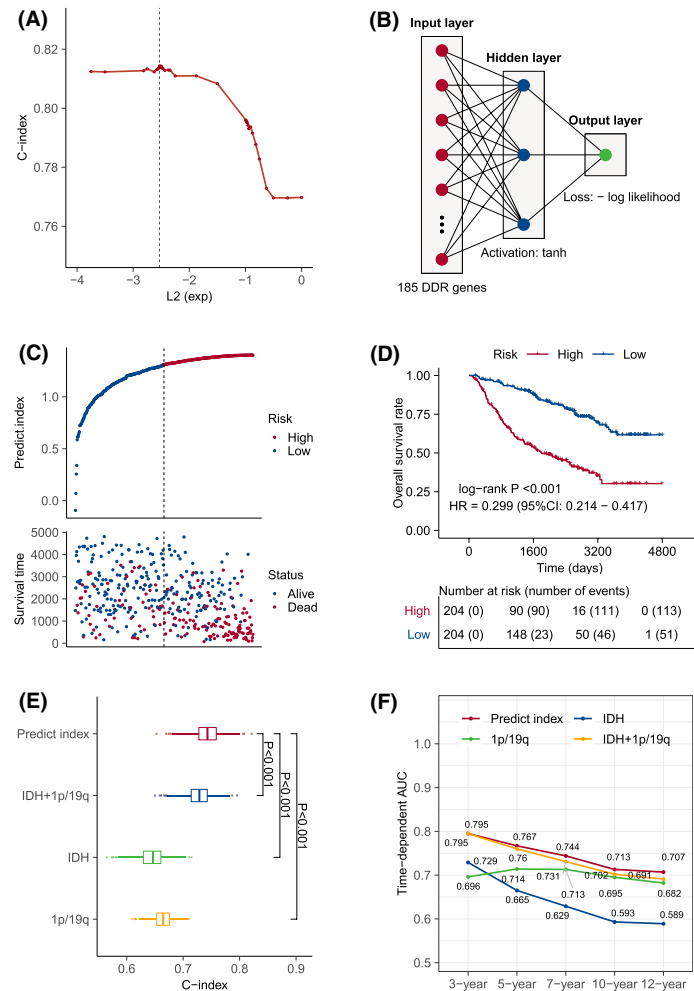 (A)
0.82
0.80
0.78
0.76
C-index
−4
−3
−2
−1
0
L2 (exp)
(B)
Input layer
Hidden layer
Output layer
Loss: − log likelihood
Activation: tanh
185 DDR genes
(C)
1.0
0.5
0.0
Predict.index
Risk
High
Low
5000
4000
3000
2000
1000
0
Survival time
Status
Alive
Dead
(D)
Risk High Low
1.00
0.75
0.50
0.25
0.00
Overall survival rate
log-rank P <0.001
HR = 0.299 (95%CI: 0.214 − 0.417)
0 1600 3200 4800
Time (days)
Number at risk (number of events)
High 204 (0) 90 (90) 16 (111) 0 (113)
Low 204 (0) 148 (23) 50 (46) 1 (51)
(E)
Predict index
IDH+1p/19q
IDH
1p/19q
P<0.001
P<0.001
P<0.001
0.6 0.7 0.8 0.9
C-index
(F)
Predict index IDH
1p/19q IDH+1p/19q
1.0
0.9
0.8
0.7
0.6
0.5
Time−dependent AUC
0.795
0.767
0.744
0.713
0.707
0.795
0.76
0.731
0.702
0.691
0.729
0.714
0.713
0.695
0.682
0.696
0.665
0.629
0.593
0.589
3−year 5−year 7−year 10−year 12−year